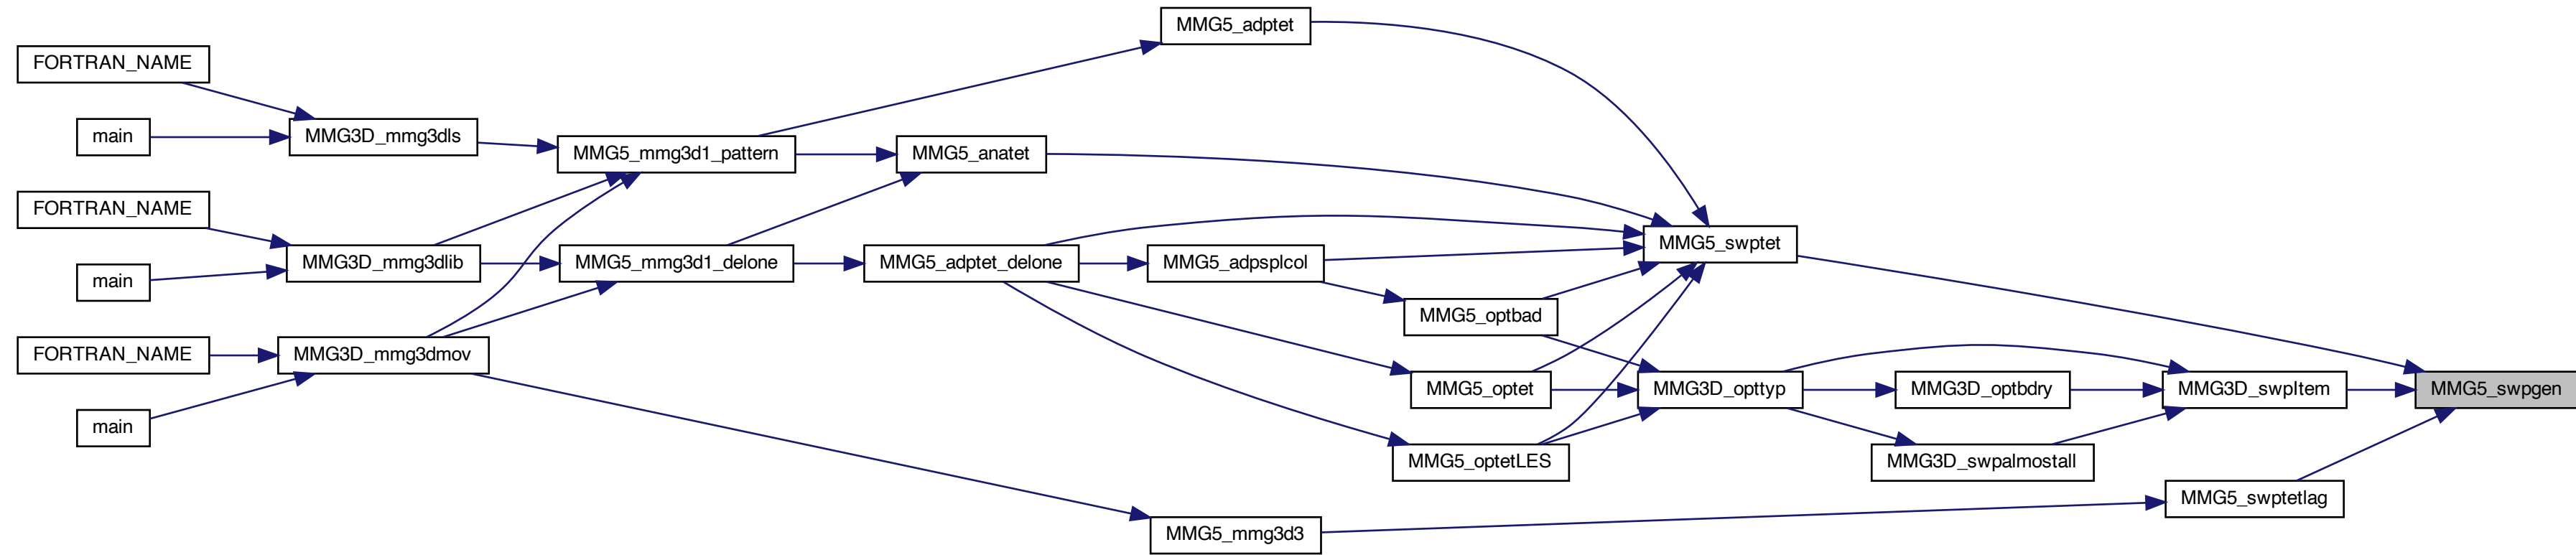 MMG5_adptet
FORTRAN_NAME
main
MMG3D_mmg3dls
MMG5_mmg3d1_pattern
MMG5_anatet
FORTRAN_NAME
MMG5_swptet
MMG3D_mmg3dlib
MMG5_mmg3d1_delone
MMG5_adptet_delone
MMG5_adpsplcol
main
MMG5_optbad
FORTRAN_NAME
MMG3D_mmg3dmov
MMG5_optet
MMG3D_opttyp
MMG3D_optbdry
MMG3D_swpItem
MMG5_swpgen
main
MMG5_optetLES
MMG3D_swpalmostall
MMG5_swptetlag
MMG5_mmg3d3